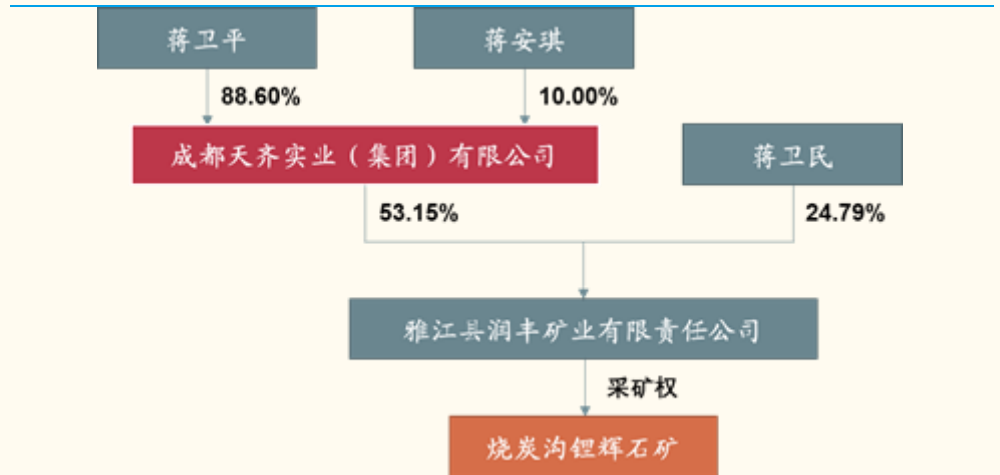 蒋卫平
蒋安琪
88.60%
10.00%
成都天齐实业（集团）有限公司
蒋卫民
53.15%
24.79%
雅江县润丰矿业有限责任公司
采矿权
烧炭沟锂辉石矿